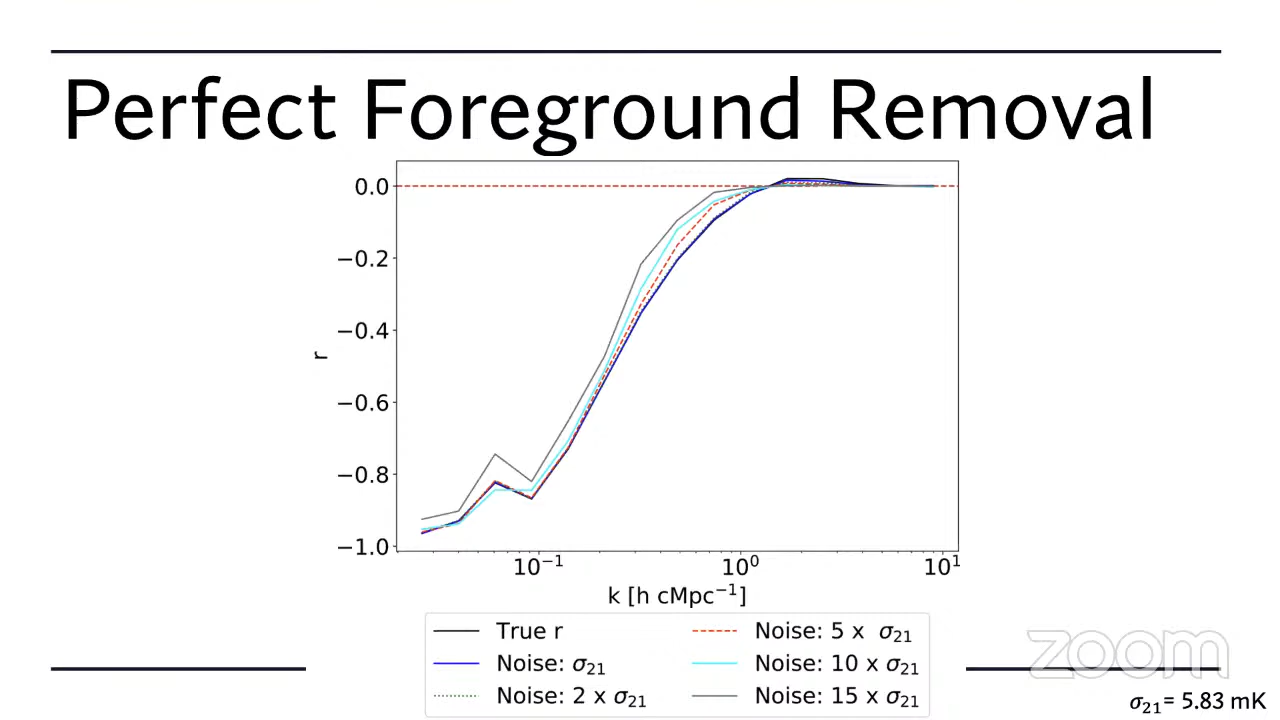 Perfect Foreground Removal
0.0
−0.2
−0.4
−0.6
−0.8
−1.0
r
10⁻¹ 10⁰ 10¹
k [h cMpc⁻¹]
True r
Noise: σ₂₁
Noise: 2 x σ₂₁
Noise: 5 x σ₂₁
Noise: 10 x σ₂₁
Noise: 15 x σ₂₁
zoom
σ₂₁= 5.83 mK